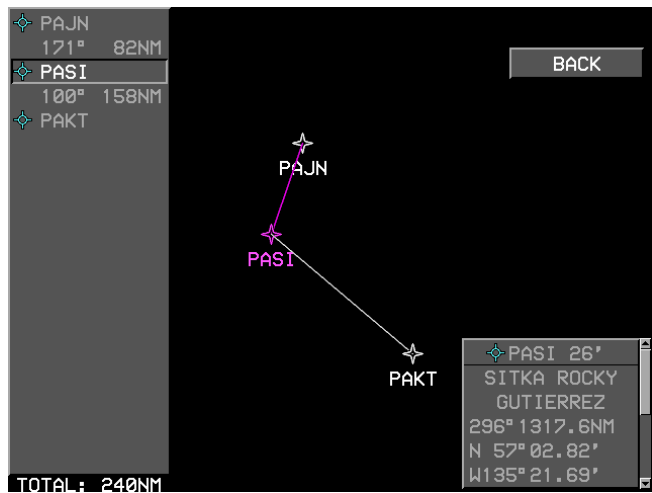 PAJN
171° 82NM
PASI
100° 158NM
PAKT
TOTAL: 240NM
BACK
PAJN
PASI
PAKT
PASI 26'
SITKA ROCKY
GUTIERREZ
296°1317.6NM
N 57°02.82'
W135°21.69'